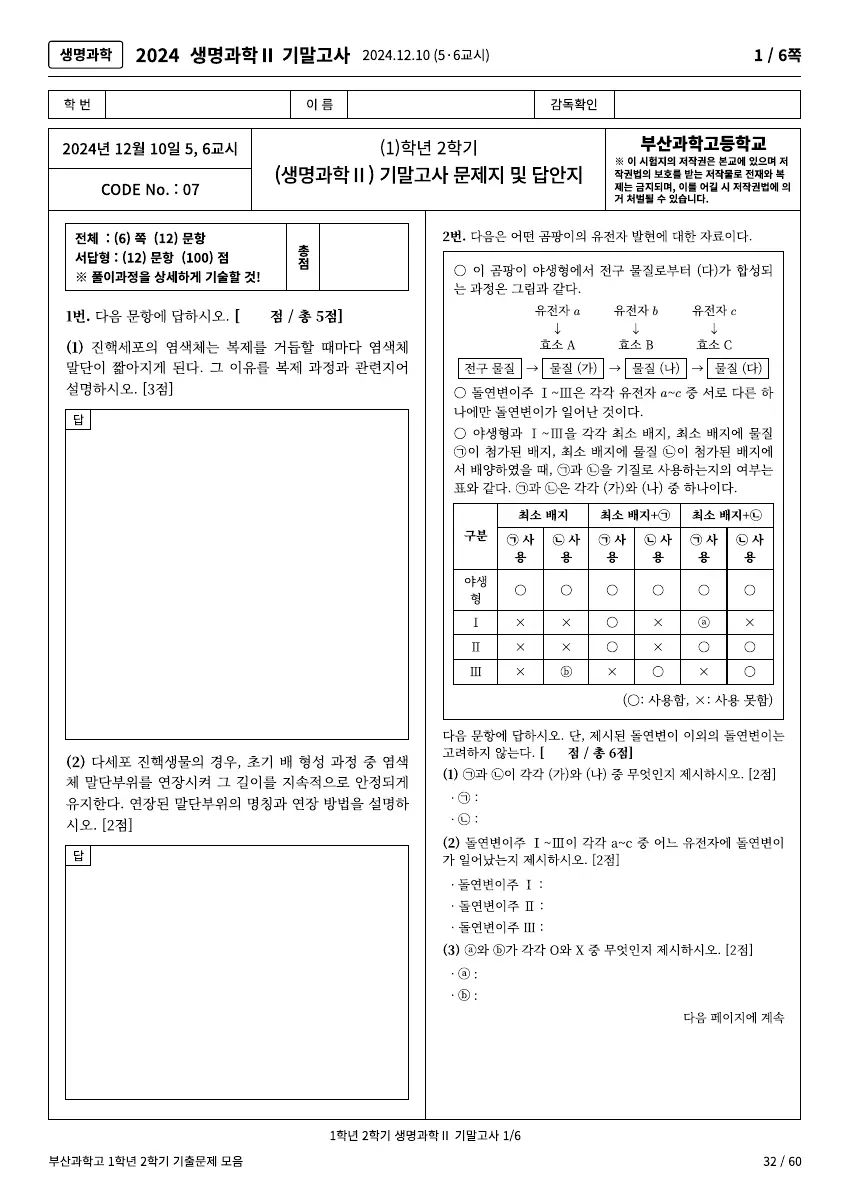 생명과학 2024 생명과학Ⅱ 기말고사 2024.12.10 (5·6교시) 1 / 6쪽
학 번 이 름 감독확인
2024년 12월 10일 5, 6교시
CODE No. : 07
(1)학년 2학기
(생명과학Ⅱ) 기말고사 문제지 및 답안지
부산과학고등학교
※ 이 시험지의 저작권은 본교에 있으며 저
작권법의 보호를 받는 저작물로 전재와 복
제는 금지되며, 이를 어길 시 저작권법에 의
거 처벌될 수 있습니다.
전체 : (6) 쪽 (12) 문항
서답형 : (12) 문항 (100) 점
※ 풀이과정을 상세하게 기술할 것!
총점
1번. 다음 문항에 답하시오. [ 점 / 총 5점]
(1) 진핵세포의 염색체는 복제를 거듭할 때마다 염색체
말단이 짧아지게 된다. 그 이유를 복제 과정과 관련지어
설명하시오. [3점]
답
(2) 다세포 진핵생물의 경우, 초기 배 형성 과정 중 염색
체 말단부위를 연장시켜 그 길이를 지속적으로 안정되게
유지한다. 연장된 말단부위의 명칭과 연장 방법을 설명하
시오. [2점]
답
2번. 다음은 어떤 곰팡이의 유전자 발현에 대한 자료이다.
○ 이 곰팡이 야생형에서 전구 물질로부터 (다)가 합성되
는 과정은 그림과 같다.
유전자 a 유전자 b 유전자 c
↓ ↓ ↓
효소 A 효소 B 효소 C
전구 물질 → 물질 (가) → 물질 (나) → 물질 (다)
○ 돌연변이주 Ⅰ~Ⅲ은 각각 유전자 a~c 중 서로 다른 하
나에만 돌연변이가 일어난 것이다.
○ 야생형과 Ⅰ~Ⅲ을 각각 최소 배지, 최소 배지에 물질
㉠이 첨가된 배지, 최소 배지에 물질 ㉡이 첨가된 배지에
서 배양하였을 때, ㉠과 ㉡을 기질로 사용하는지의 여부는
표와 같다. ㉠과 ㉡은 각각 (가)와 (나) 중 하나이다.
구분 최소 배지 최소 배지+㉠ 최소 배지+㉡
㉠ 사용 ㉡ 사용 ㉠ 사용 ㉡ 사용 ㉠ 사용 ㉡ 사용
야생형 ○ ○ ○ ○ ○ ○
Ⅰ × × ○ × ⓐ ×
Ⅱ × × ○ × ○ ○
Ⅲ × ⓑ × ○ × ○
(○: 사용함, ×: 사용 못함)
다음 문항에 답하시오. 단, 제시된 돌연변이 이외의 돌연변이는
고려하지 않는다. [ 점 / 총 6점]
(1) ㉠과 ㉡이 각각 (가)와 (나) 중 무엇인지 제시하시오. [2점]
· ㉠ :
· ㉡ :
(2) 돌연변이주 Ⅰ~Ⅲ이 각각 a~c 중 어느 유전자에 돌연변이
가 일어났는지 제시하시오. [2점]
· 돌연변이주 Ⅰ :
· 돌연변이주 Ⅱ :
· 돌연변이주 Ⅲ :
(3) ⓐ와 ⓑ가 각각 O와 X 중 무엇인지 제시하시오. [2점]
· ⓐ :
· ⓑ :
다음 페이지에 계속
1학년 2학기 생명과학Ⅱ 기말고사 1/6
부산과학고 1학년 2학기 기출문제 모음 32 / 60